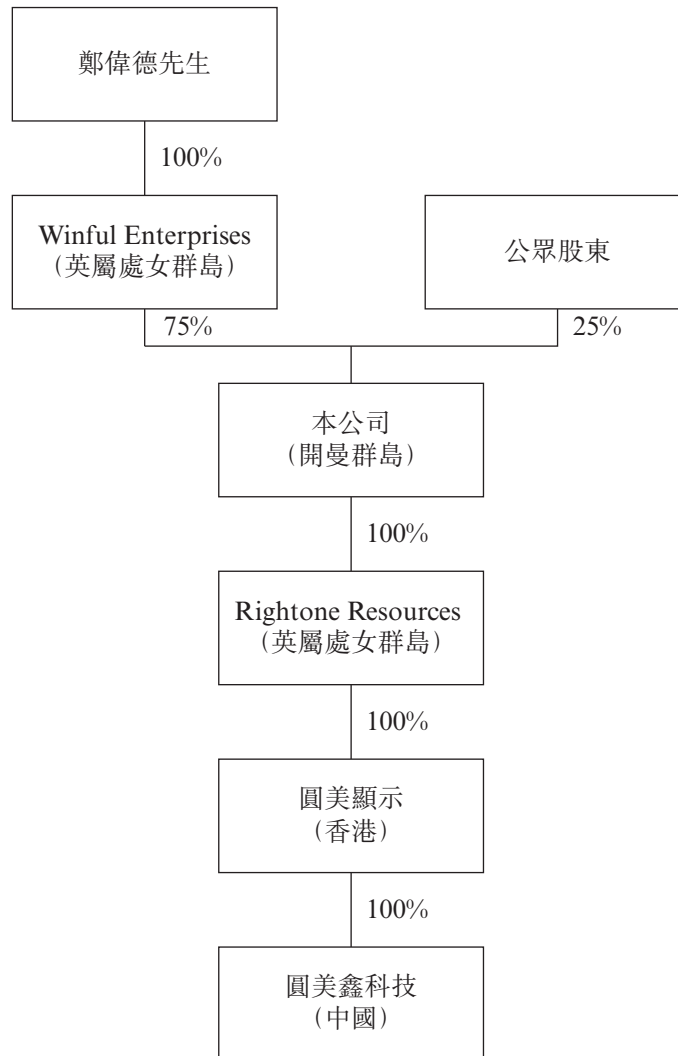 鄭偉德先生
100%
Winful Enterprises
（英屬處女群島）
公眾股東
75%
25%
本公司
（開曼群島）
100%
Rightone Resources
（英屬處女群島）
100%
圓美顯示
（香港）
100%
圓美鑫科技
（中國）